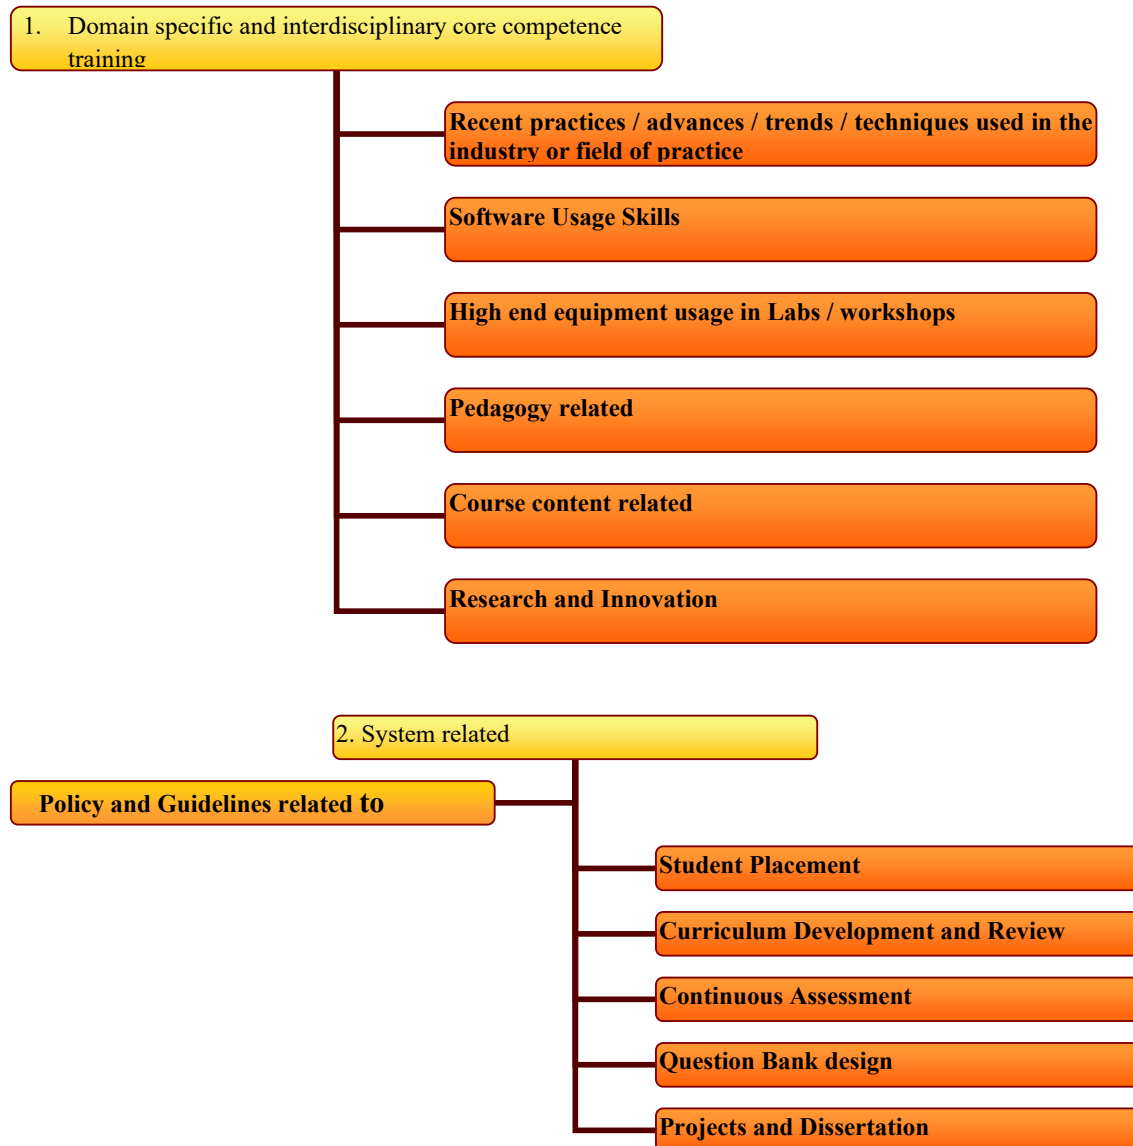 1. Domain specific and interdisciplinary core competence
training
Recent practices / advances / trends / techniques used in the
industry or field of practice
Software Usage Skills
High end equipment usage in Labs / workshops
Pedagogy related
Course content related
Research and Innovation
2. System related
Policy and Guidelines related to
Student Placement
Curriculum Development and Review
Continuous Assessment
Question Bank design
Projects and Dissertation